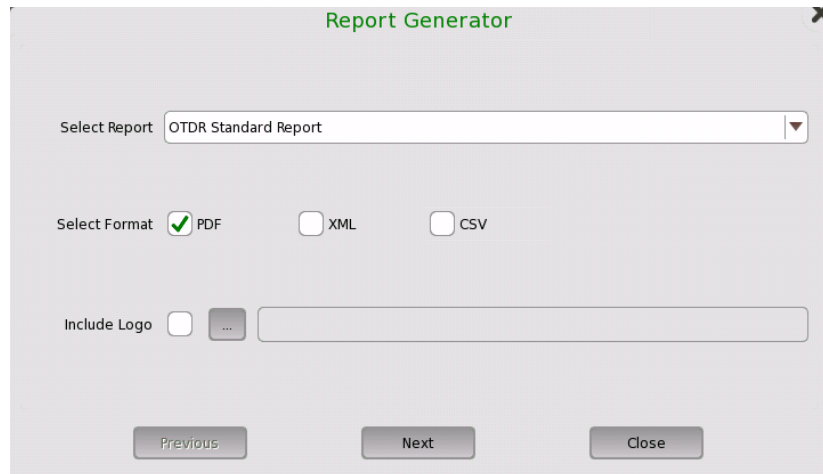 Report Generator
Select Report OTDR Standard Report
Select Format PDF XML CSV
Include Logo ...
Previous Next Close